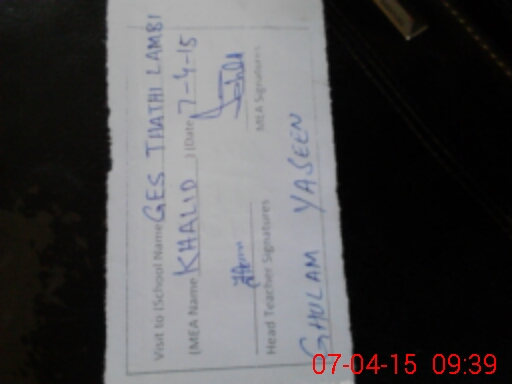 Visit to (School Name GES THATHI LAMBI
(MEA Name KHALID ) (Date 7-4-15
Head Teacher Signatures MEA Signatures
GHULAM YASEEN
07-04-15 09:39